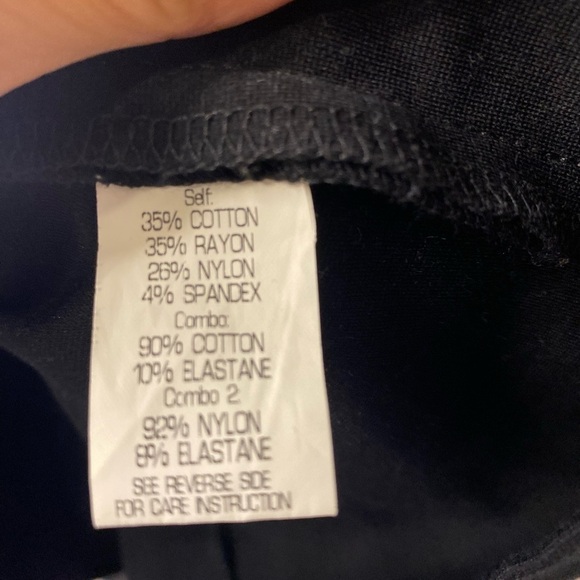 Self:
35% COTTON
35% RAYON
26% NYLON
4% SPANDEX
Combo:
90% COTTON
10% ELASTANE
Combo 2:
92% NYLON
8% ELASTANE
SEE REVERSE SIDE
FOR CARE INSTRUCTION